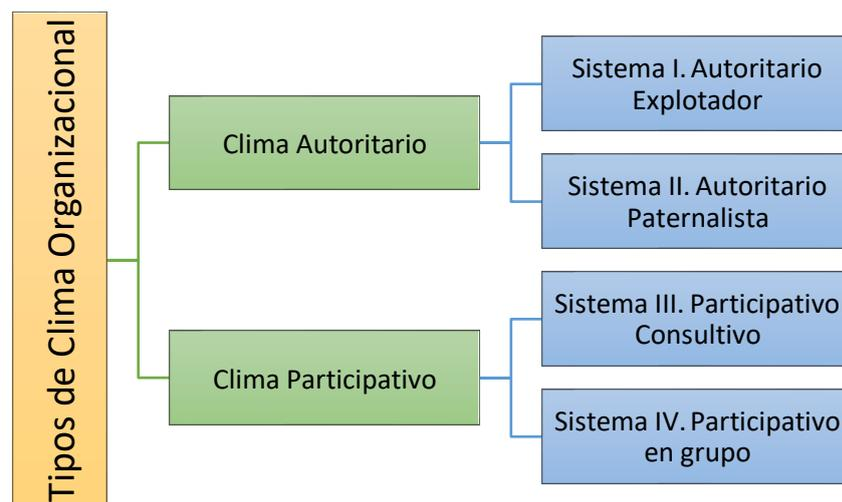 Tipos de Clima Organizacional
Clima Autoritario
Sistema I. Autoritario
Explotador
Sistema II. Autoritario
Paternalista
Clima Participativo
Sistema III. Participativo
Consultivo
Sistema IV. Participativo
en grupo